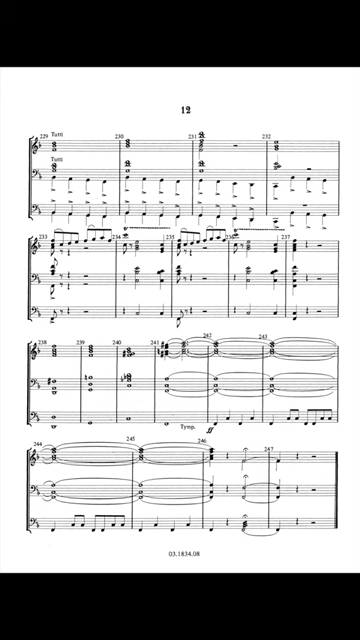 12
229 Tutti 230 231 232
Tutti
233 234 235 236 237
238 239 240 241 242 243
Tynp. ff
244 245 246 247
03.1834.08